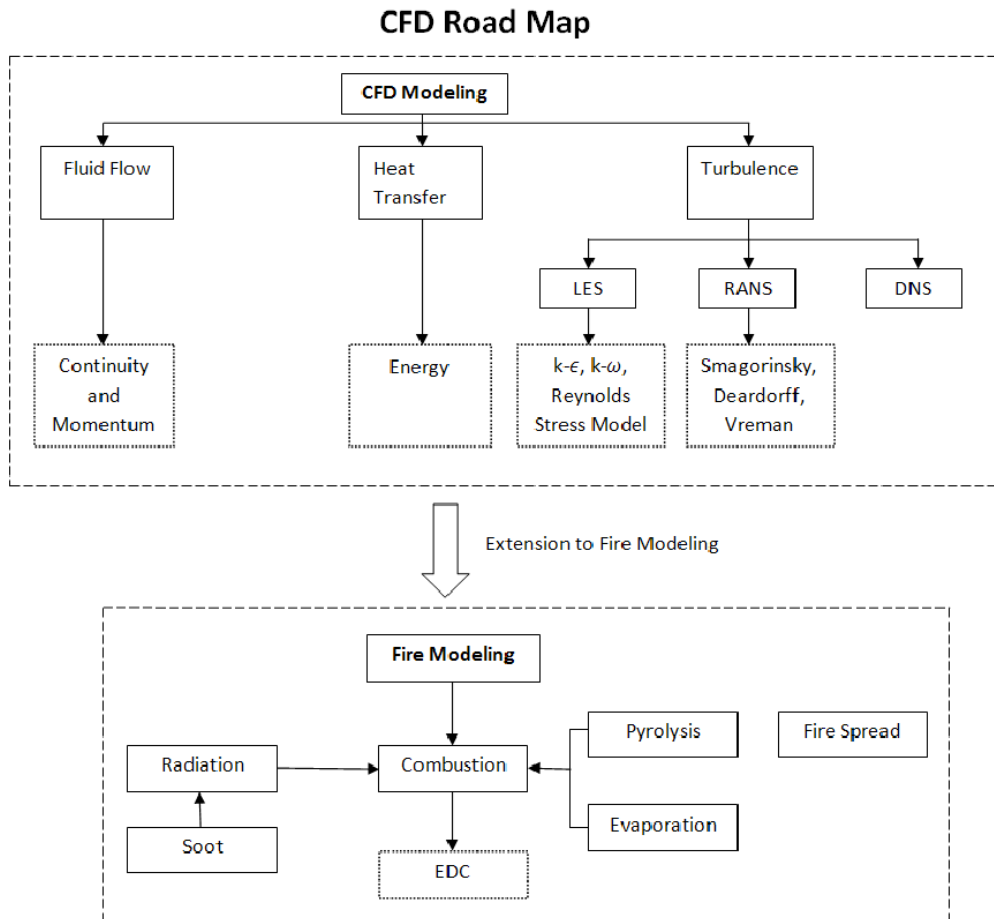 CFD Road Map
CFD Modeling
Fluid Flow
Heat
Transfer
Turbulence
LES
RANS
DNS
Continuity
and
Momentum
Energy
k-ϵ, k-ω,
Reynolds
Stress Model
Smagorinsky,
Deardorff,
Vreman
Extension to Fire Modeling
Fire Modeling
Radiation
Combustion
Pyrolysis
Fire Spread
Soot
Evaporation
EDC